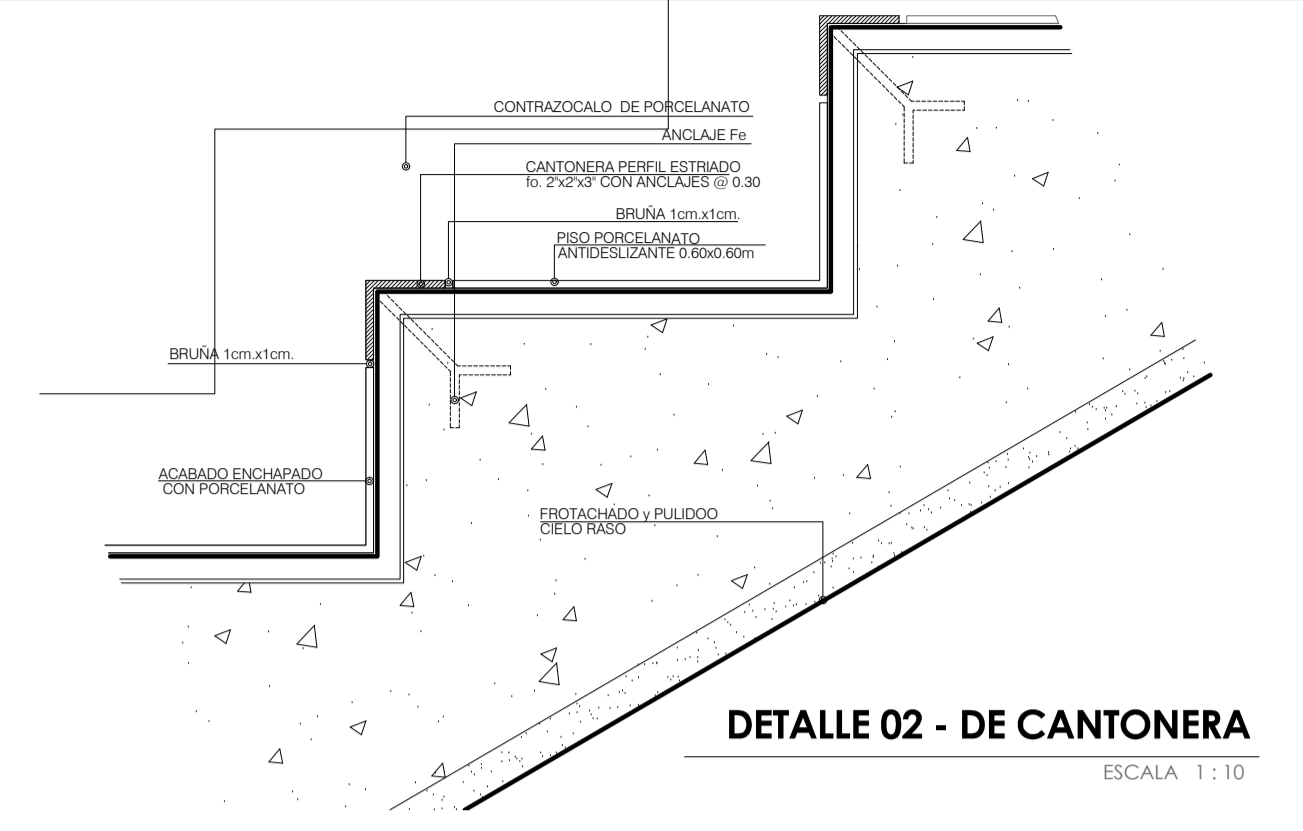 CONTRAZOCALO DE PORCELANATO
ANCLAJE Fe
CANTONERA PERFIL ESTRIADO
fo. 2"x2"x3" CON ANCLAJES @ 0.30
BRUÑA 1cm.x1cm.
PISO PORCELANATO
ANTIDESLIZANTE 0.60x0.60m
BRUÑA 1cm.x1cm.
ACABADO ENCHAPADO
CON PORCELANATO
FROTACHADO y PULIDOO
CIELO RASO
DETALLE 02 - DE CANTONERA
ESCALA 1 : 10